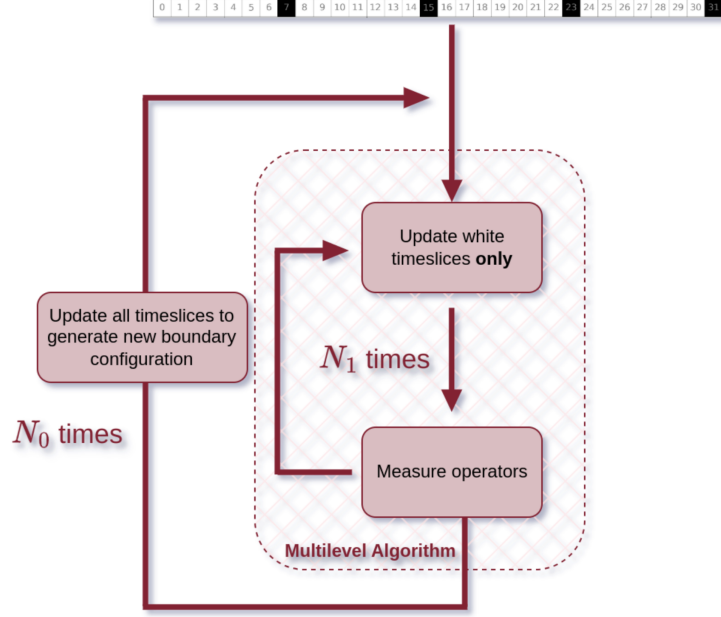 0 1 2 3 4 5 6 7 8 9 10 11 12 13 14 15 16 17 18 19 20 21 22 23 24 25 26 27 28 29 30 31
Update white
timeslices only
Update all timeslices to
generate new boundary
configuration
N₁ times
N₀ times
Measure operators
Multilevel Algorithm